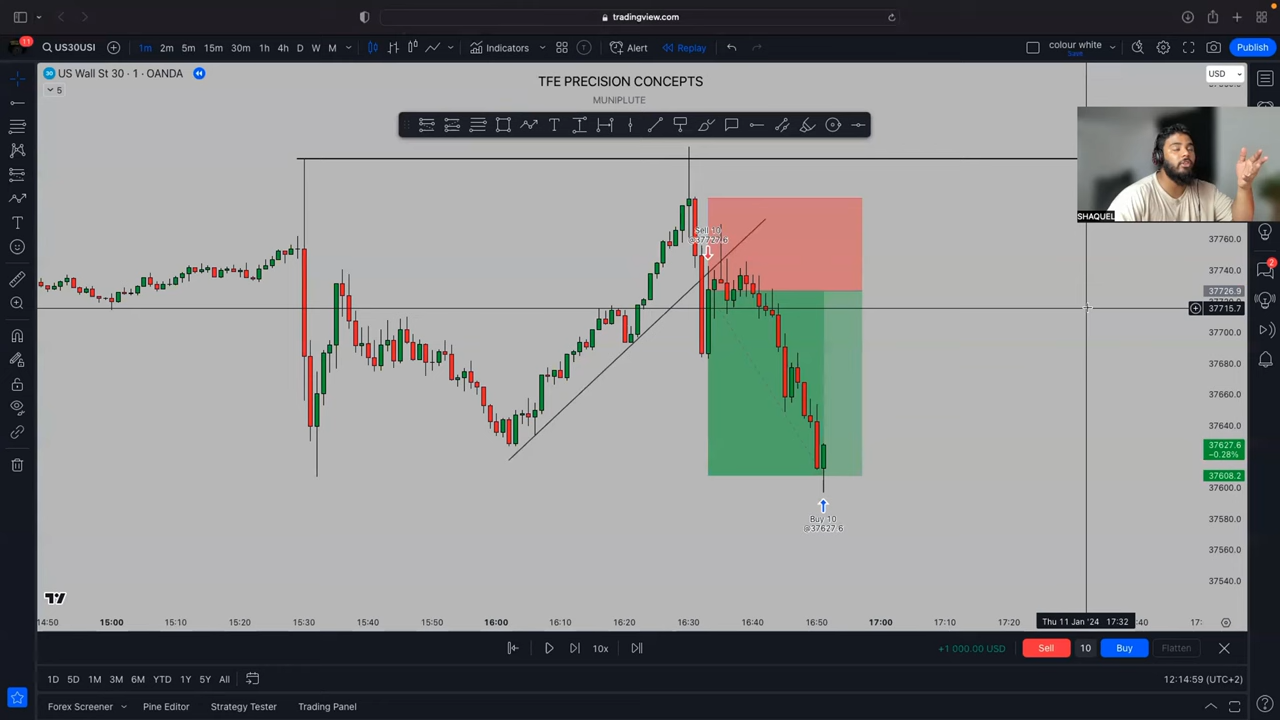 tradingview.com
11
US30USI
1m 2m 5m 15m 30m 1h 4h D W M
Indicators
Alert
Replay
colour white
Save
Publish
30 US Wall St 30 · 1 · OANDA
5
TFE PRECISION CONCEPTS
MUNIPLUTE
USD
SHAQUEL
37760.0
37740.0
37726.9
37715.7
37700.0
37680.0
37660.0
37640.0
37627.6
−0.28%
37608.2
37600.0
37580.0
37560.0
37540.0
2
Sell 10
Buy 10
@37627.6
14:50 15:00 15:10 15:20 15:30 15:40 15:50 16:00 16:10 16:20 16:30 16:40 16:50 17:00 17:10 17:20 Thu 11 Jan '24 17:32 :40 17:
10x
+1 000.00 USD
Sell 10 Buy Flatten
1D 5D 1M 3M 6M YTD 1Y 5Y All
12:14:59 (UTC+2)
Forex Screener Pine Editor Strategy Tester Trading Panel